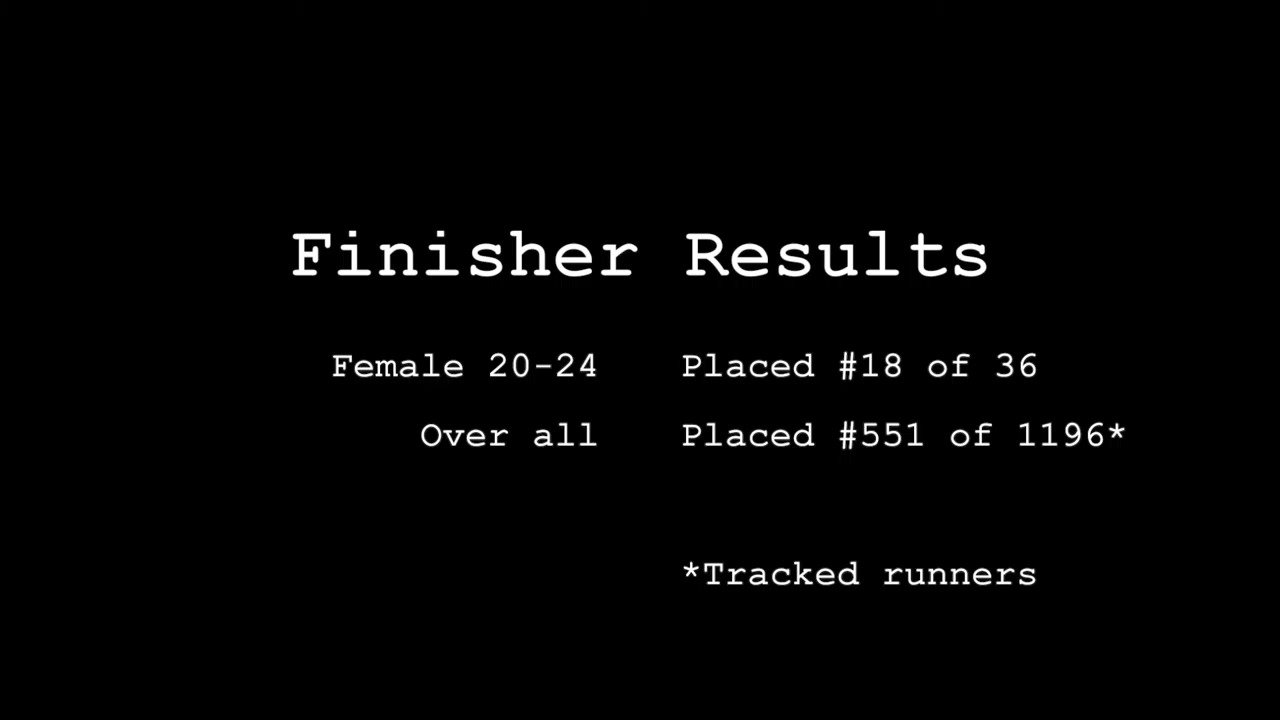 Finisher Results
Female 20-24 Placed #18 of 36
Over all Placed #551 of 1196*
*Tracked runners